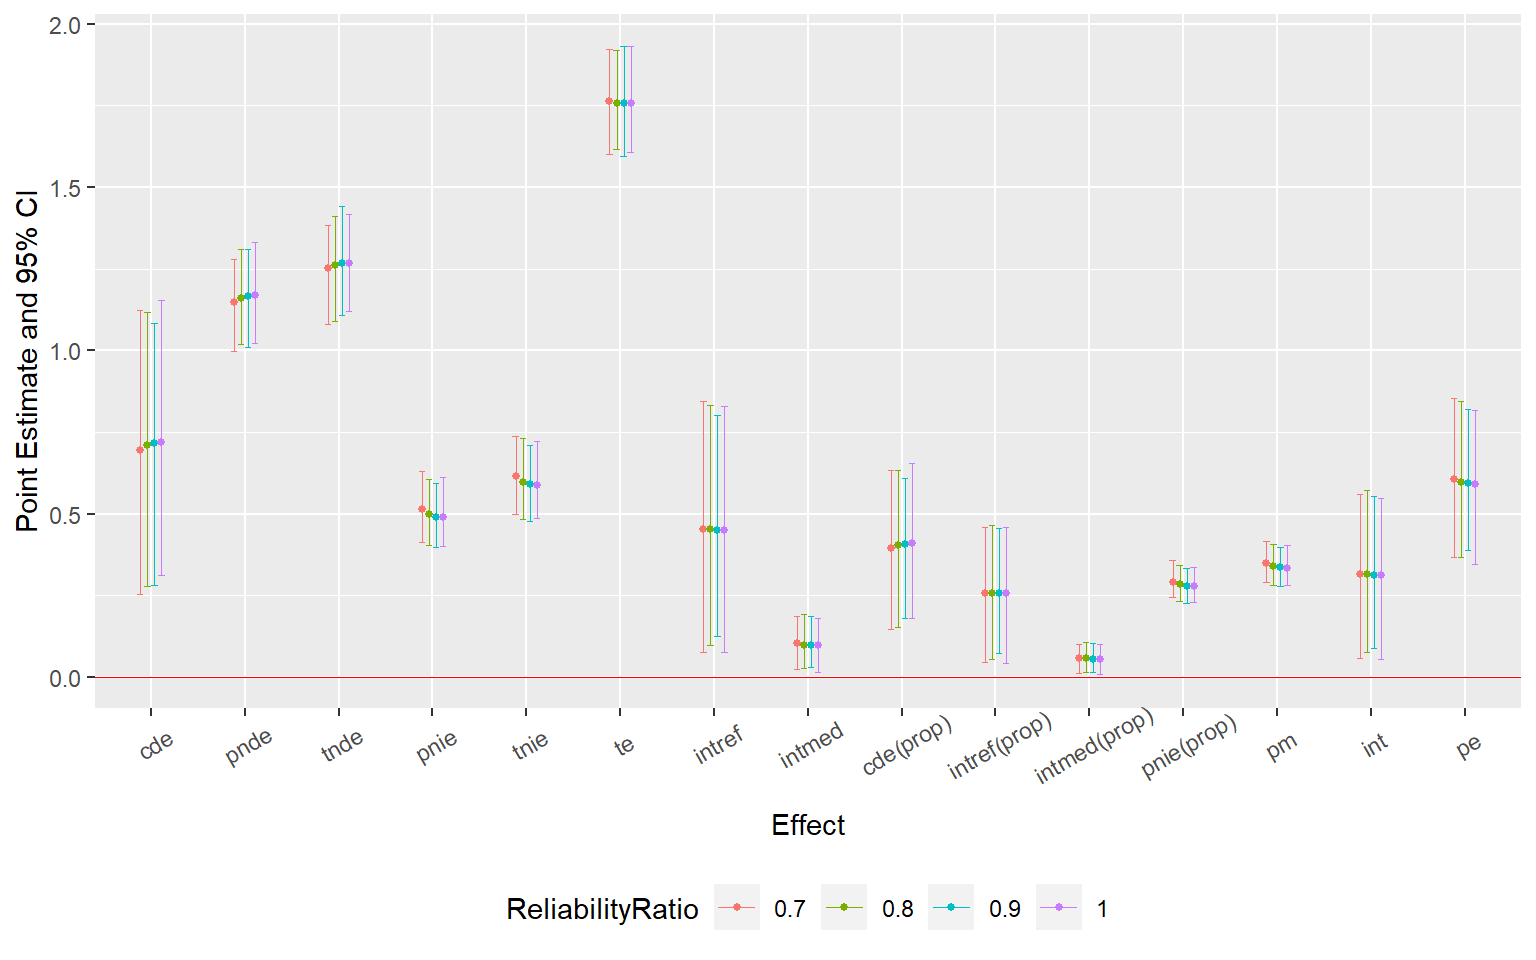 Point Estimate and 95% CI
2.0
1.5
1.0
0.5
0.0
cde pnde tnde pnie tnie te intref intmed cde(prop) intref(prop) intmed(prop) pnie(prop) pm int pe
Effect
ReliabilityRatio 0.7 0.8 0.9 1